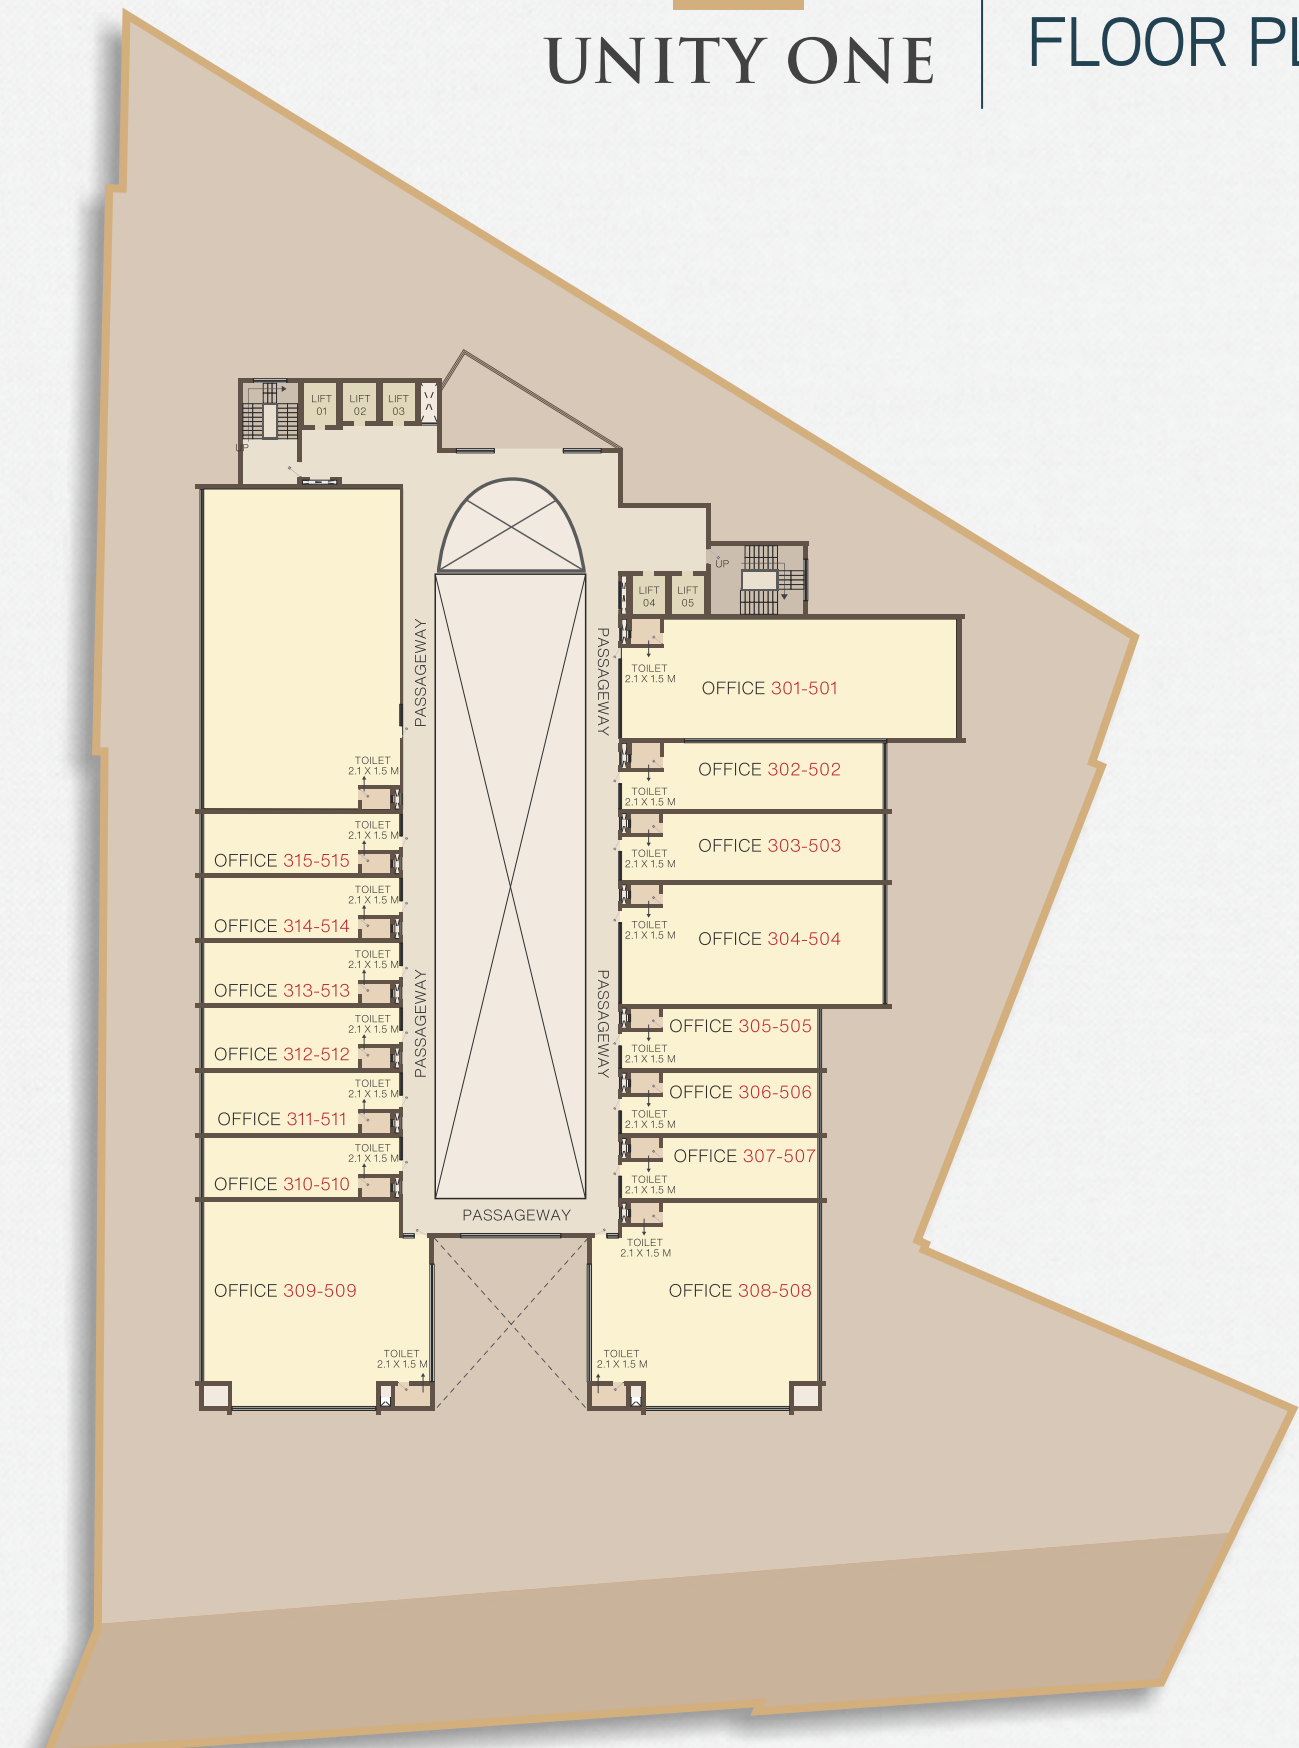 UNITY ONE
FLOOR PL
LIFT
01
LIFT
02
LIFT
03
UP
UP
LIFT
04
LIFT
05
PASSAGEWAY
PASSAGEWAY
TOILET
2.1 X 1.5 M
OFFICE 301-501
TOILET
2.1 X 1.5 M
OFFICE 302-502
TOILET
2.1 X 1.5 M
OFFICE 303-503
TOILET
2.1 X 1.5 M
OFFICE 304-504
TOILET
2.1 X 1.5 M
TOILET
2.1 X 1.5 M
OFFICE 315-515
TOILET
2.1 X 1.5 M
OFFICE 314-514
TOILET
2.1 X 1.5 M
OFFICE 313-513
TOILET
2.1 X 1.5 M
OFFICE 312-512
TOILET
2.1 X 1.5 M
OFFICE 311-511
TOILET
2.1 X 1.5 M
OFFICE 310-510
PASSAGEWAY
PASSAGEWAY
OFFICE 305-505
TOILET
2.1 X 1.5 M
OFFICE 306-506
TOILET
2.1 X 1.5 M
OFFICE 307-507
TOILET
2.1 X 1.5 M
PASSAGEWAY
TOILET
2.1 X 1.5 M
OFFICE 309-509
OFFICE 308-508
TOILET
2.1 X 1.5 M
TOILET
2.1 X 1.5 M